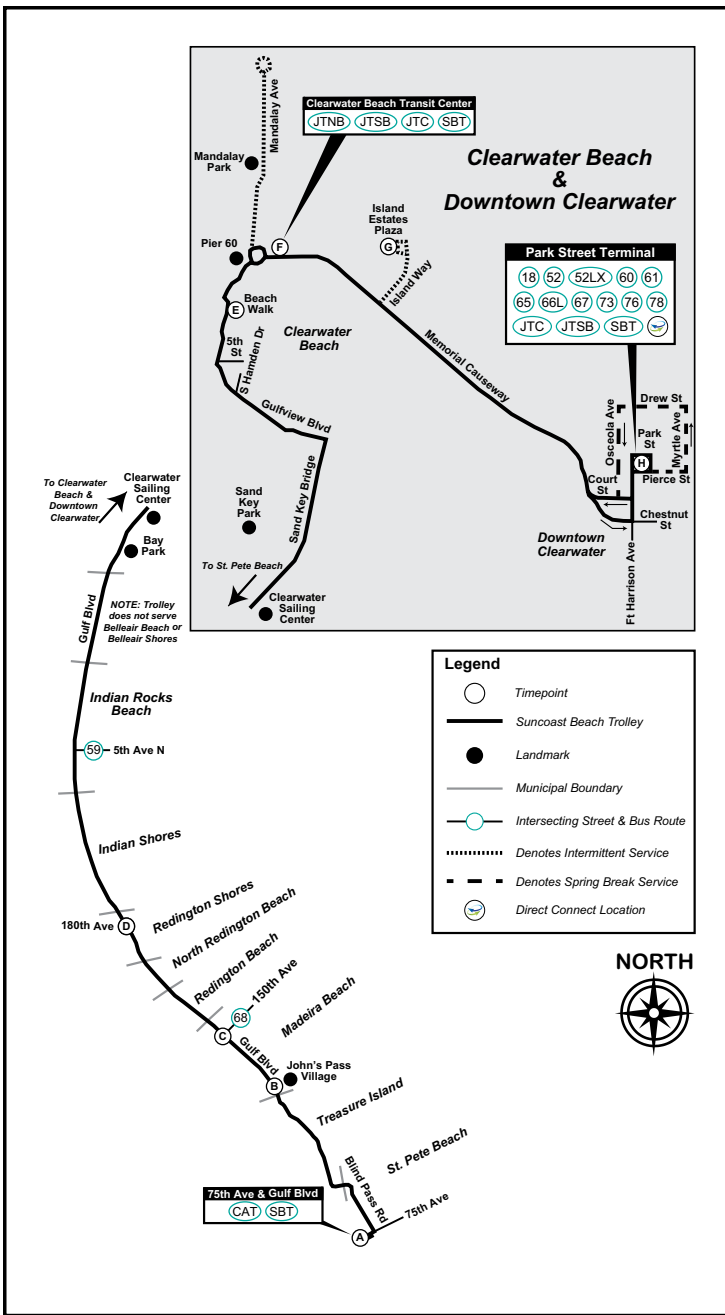 Mandalay Ave
Clearwater Beach Transit Center
JTNB JTSB JTC SBT
Mandalay
Park
Clearwater Beach
&
Downtown Clearwater
Island
Estates
Plaza
G
Pier 60
F
Island Way
Park Street Terminal
18 52 52LX 60 61
65 66L 67 73 76 78
JTC JTSB SBT
E
Beach
Walk
Clearwater
Beach
5th
St
S Hamden Dr
Memorial Causeway
Gulfview Blvd
Drew St
Osceola Ave
Park
St
Myrtle Ave
H
Pierce St
Court
St
Chestnut
St
Downtown
Clearwater
Ft Harrison Ave
Sand
Key
Park
Sand Key Bridge
To St. Pete Beach
Clearwater
Sailing
Center
To Clearwater
Beach &
Downtown
Clearwater
Clearwater
Sailing
Center
Bay
Park
Gulf Blvd
NOTE: Trolley
does not serve
Belleair Beach or
Belleair Shores
Indian Rocks
Beach
59 5th Ave N
Indian Shores
180th Ave D
Redington Shores
North Redington Beach
Redington Beach
150th Ave
68
Madeira Beach
C
Gulf Blvd
John's Pass
Village
B
Treasure Island
St. Pete Beach
Blind Pass Rd
75th Ave
75th Ave & Gulf Blvd
CAT SBT
A
Legend
Timepoint
Suncoast Beach Trolley
Landmark
Municipal Boundary
Intersecting Street & Bus Route
Denotes Intermittent Service
Denotes Spring Break Service
Direct Connect Location
NORTH